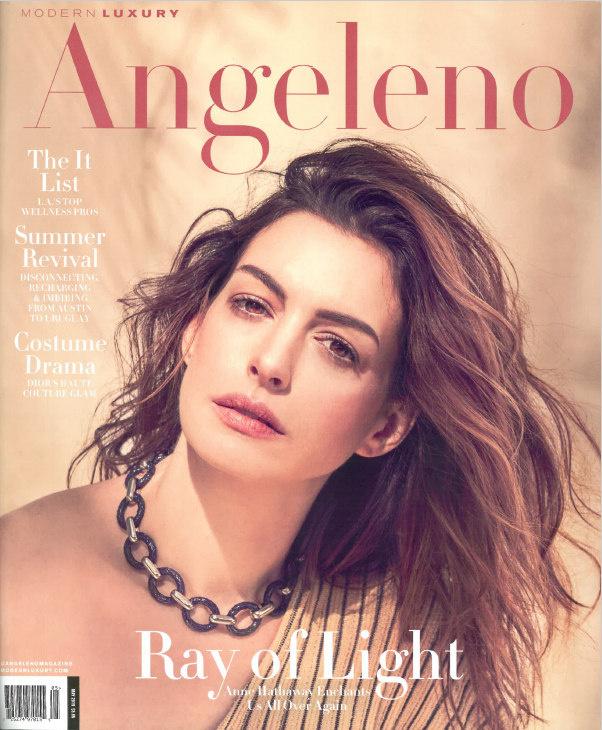 MODERN LUXURY
Angeleno
The It
List
L.A.'S TOP
WELLNESS PROS
Summer
Revival
DISCONNECTING,
RECHARGING
& IMBIBING
FROM AUSTIN
TO URUGUAY
Costume
Drama
DIOR'S HAUTE
COUTURE GLAM
Ray of Light
Anne Hathaway Enchants
Us All Over Again
@ANGELENOMAGAZINE
MODERNLUXURY.COM